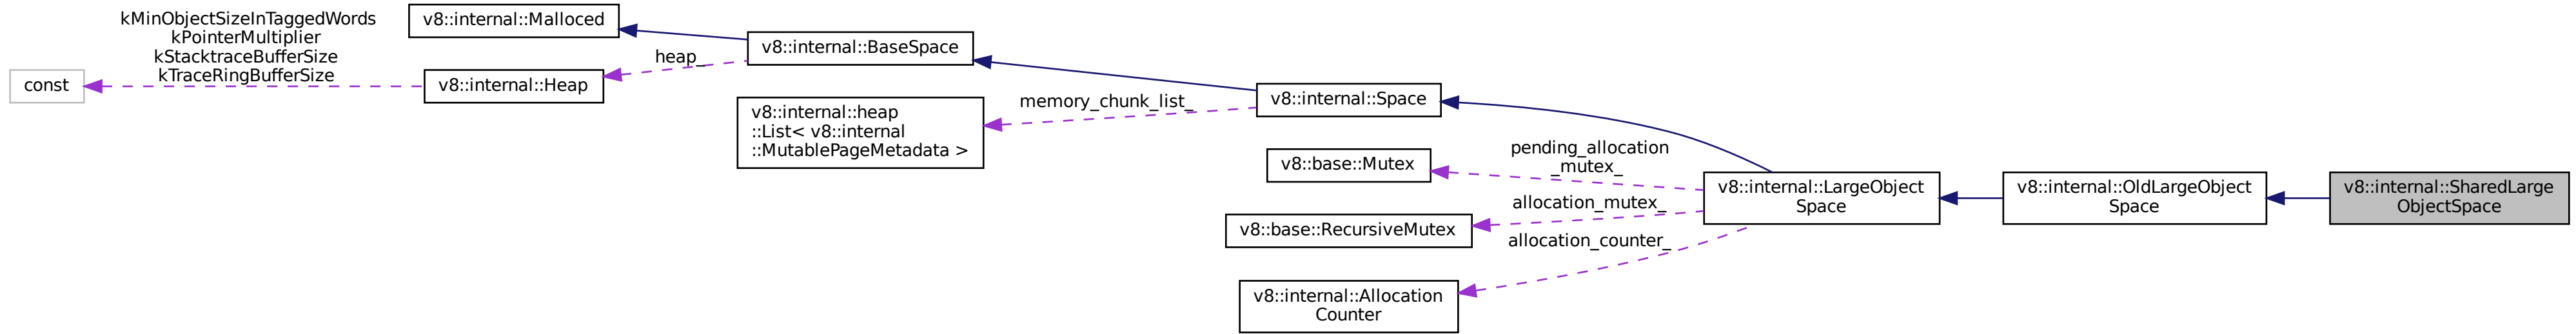 kMinObjectSizeInTaggedWords
kPointerMultiplier
kStacktraceBufferSize
kTraceRingBufferSize
const
v8::internal::Malloced
v8::internal::Heap
heap_
v8::internal::BaseSpace
v8::internal::heap
::List< v8::internal
::MutablePageMetadata >
memory_chunk_list_
v8::internal::Space
v8::base::Mutex
v8::base::RecursiveMutex
v8::internal::Allocation
Counter
pending_allocation
_mutex_
allocation_mutex_
allocation_counter_
v8::internal::LargeObject
Space
v8::internal::OldLargeObject
Space
v8::internal::SharedLarge
ObjectSpace